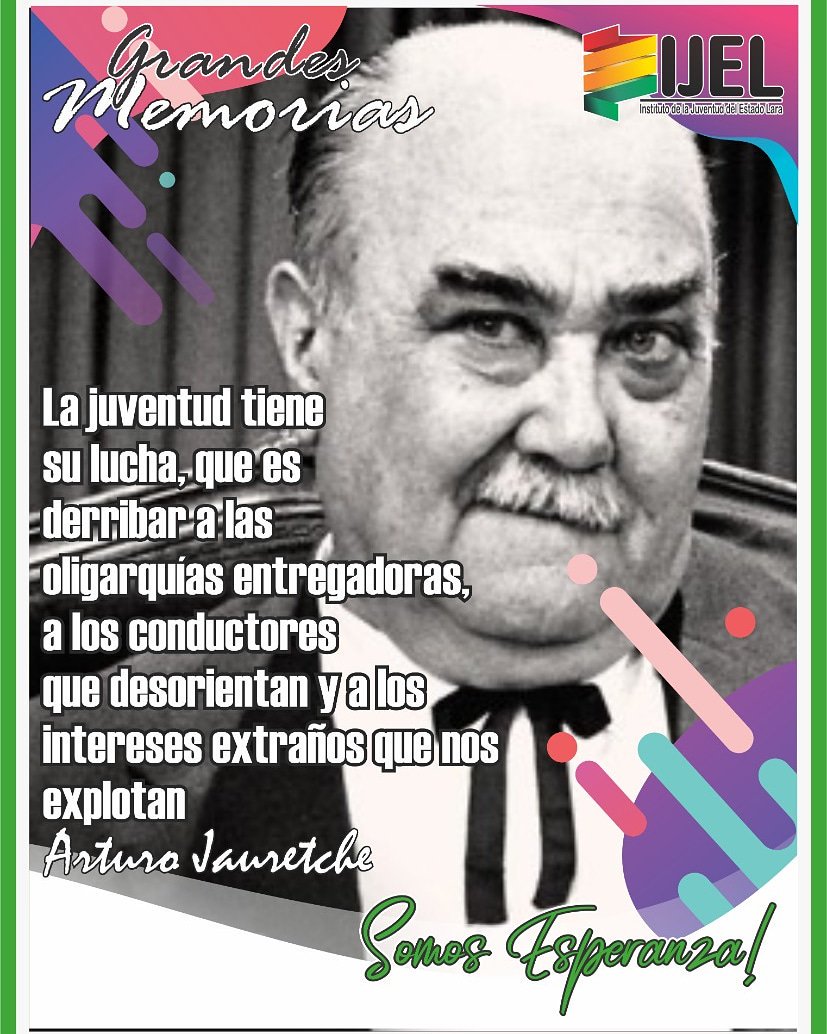 Grandes
Memorias
IJEL
Instituto de la Juventud del Estado Lara
La juventud tiene
su lucha, que es
derribar a las
oligarquías entregadoras,
a los conductores
que desorientan y a los
intereses extraños que nos
explotan
Arturo Jauretche
Somos Esperanza!